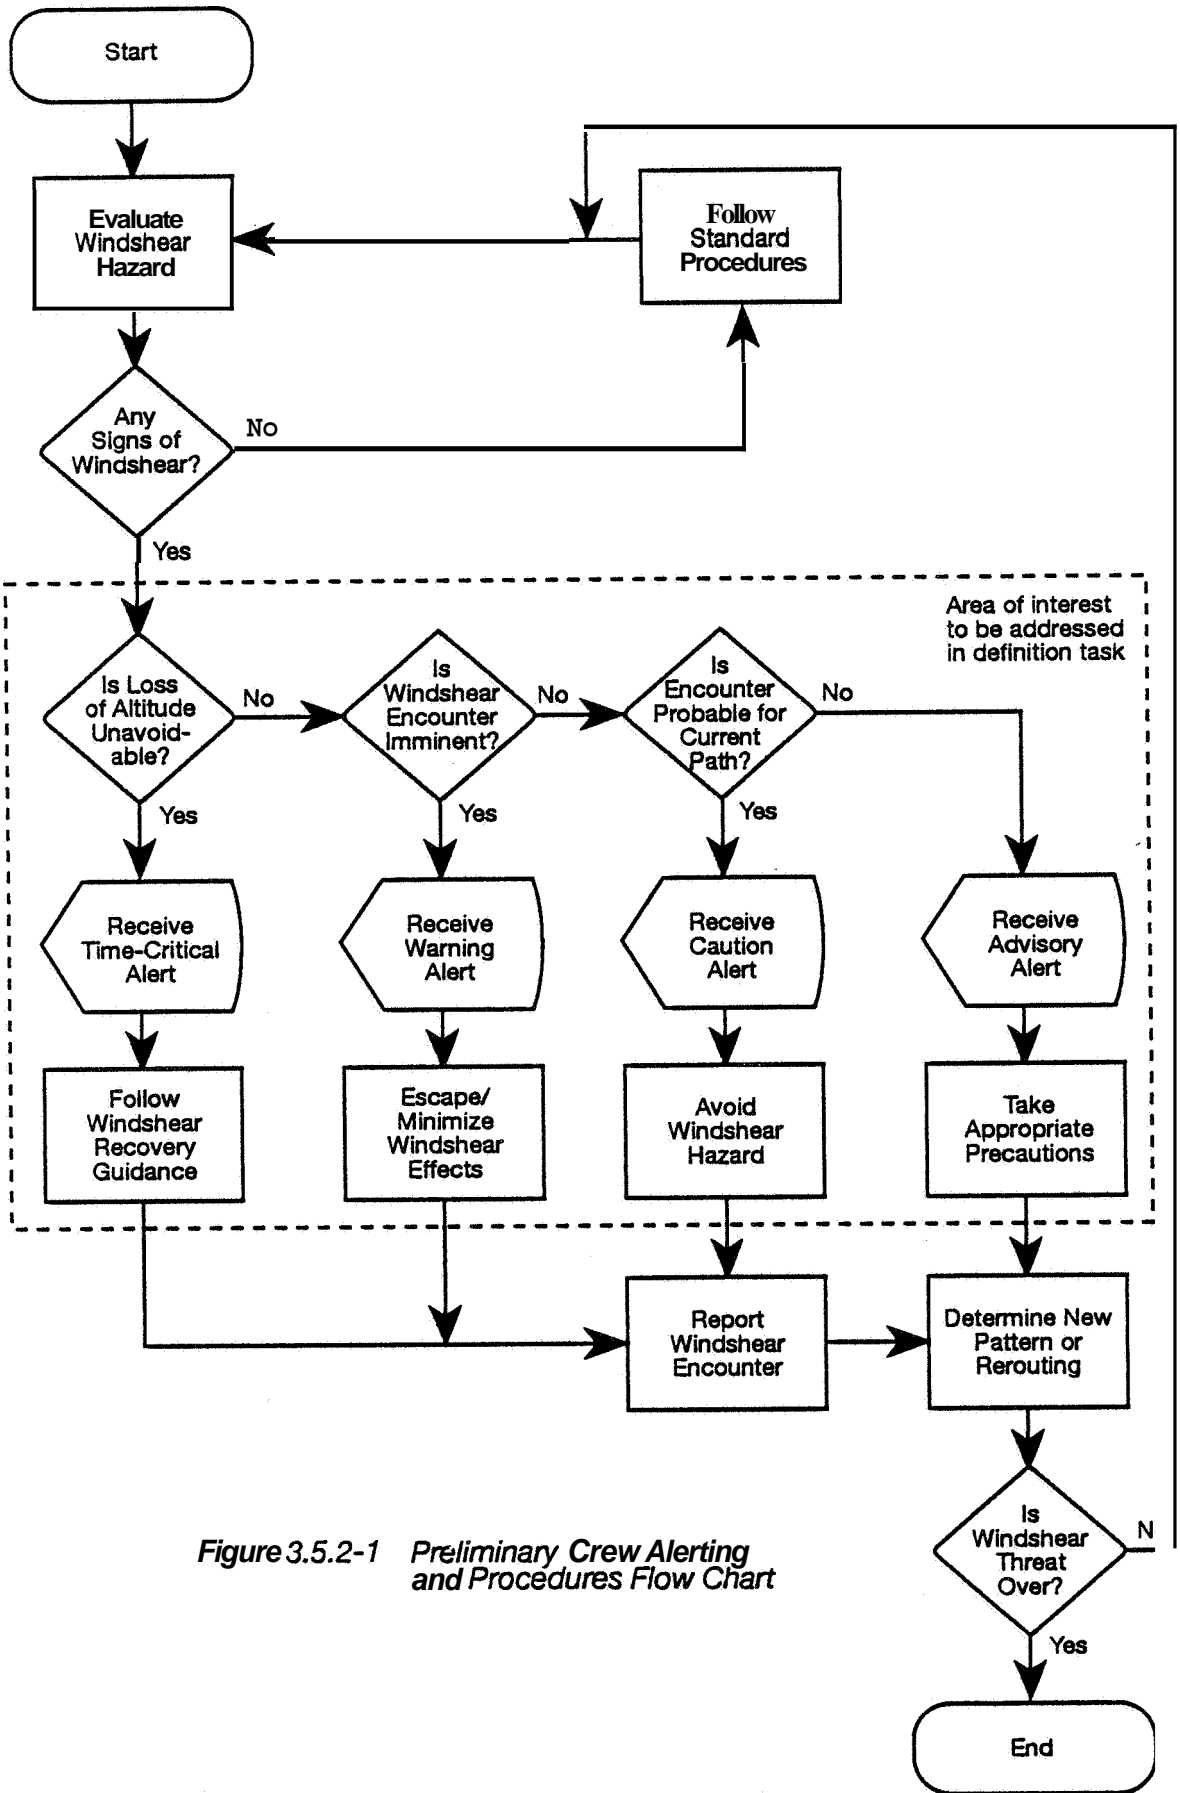 Start
Evaluate
Windshear
Hazard
Follow
Standard
Procedures
Any
Signs of
Windshear?
No
Yes
Area of interest
to be addressed
in definition task
Is Loss
of Altitude
Unavoid-
able?
No
Is
Windshear
Encounter
Imminent?
No
Is
Encounter
Probable for
Current
Path?
No
Yes
Yes
Yes
Receive
Time-Critical
Alert
Receive
Warning
Alert
Receive
Caution
Alert
Receive
Advisory
Alert
Follow
Windshear
Recovery
Guidance
Escape/
Minimize
Windshear
Effects
Avoid
Windshear
Hazard
Take
Appropriate
Precautions
Report
Windshear
Encounter
Determine New
Pattern or
Rerouting
Is
Windshear
Threat
Over?
N
Yes
End
Figure 3.5.2-1 Preliminary Crew Alerting
and Procedures Flow Chart